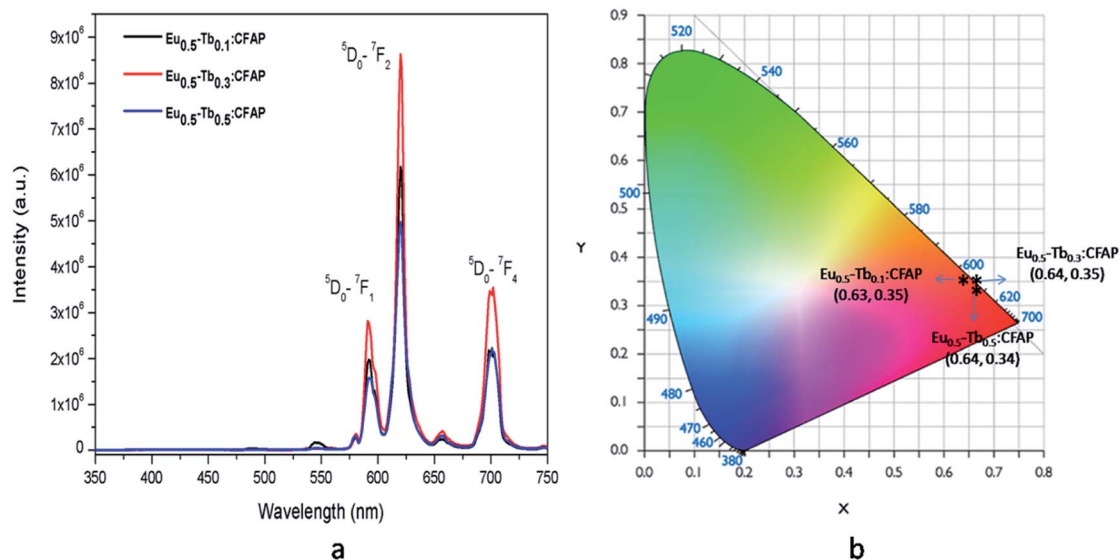 9x10⁶
8x10⁶
7x10⁶
6x10⁶
5x10⁶
4x10⁶
3x10⁶
2x10⁶
1x10⁶
0
Intensity (a.u.)
350 400 450 500 550 600 650 700 750
Wavelength (nm)
Eu₀.₅-Tb₀.₁:CFAP
Eu₀.₅-Tb₀.₃:CFAP
Eu₀.₅-Tb₀.₅:CFAP
⁵D₀-⁷F₂
⁵D₀-⁷F₁
⁵D₀-⁷F₄
a
0.9
0.8
0.7
0.6
0.5
0.4
0.3
0.2
0.1
0.0
Y
0.0 0.1 0.2 0.3 0.4 0.5 0.6 0.7 0.8
X
520
540
560
500
580
600
620
700
490
480
470
460
380
Eu₀.₅-Tb₀.₃:CFAP
(0.64, 0.35)
Eu₀.₅-Tb₀.₁:CFAP
(0.63, 0.35)
Eu₀.₅-Tb₀.₅:CFAP
(0.64, 0.34)
b